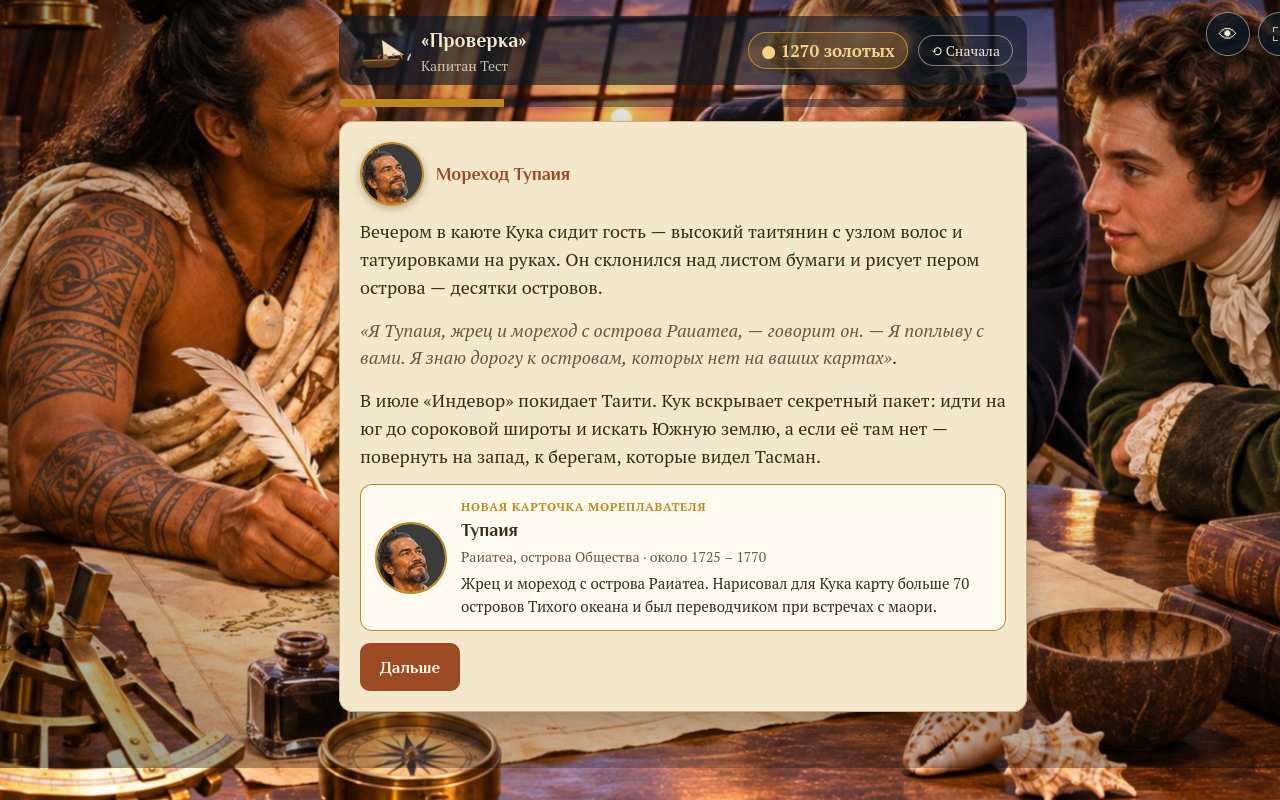 «Проверка»
Капитан Тест
1270 золотых
⟲ Сначала
Мореход Тупаия
Вечером в каюте Кука сидит гость — высокий таитянин с узлом волос и
татуировками на руках. Он склонился над листом бумаги и рисует пером
острова — десятки островов.
«Я Тупаия, жрец и мореход с острова Раиатеа, — говорит он. — Я поплыву с
вами. Я знаю дорогу к островам, которых нет на ваших картах».
В июле «Индевор» покидает Таити. Кук вскрывает секретный пакет: идти на
юг до сороковой широты и искать Южную землю, а если её там нет —
повернуть на запад, к берегам, которые видел Тасман.
НОВАЯ КАРТОЧКА МОРЕПЛАВАТЕЛЯ
Тупаия
Раиатеа, острова Общества · около 1725 – 1770
Жрец и мореход с острова Раиатеа. Нарисовал для Кука карту больше 70
островов Тихого океана и был переводчиком при встречах с маори.
Дальше